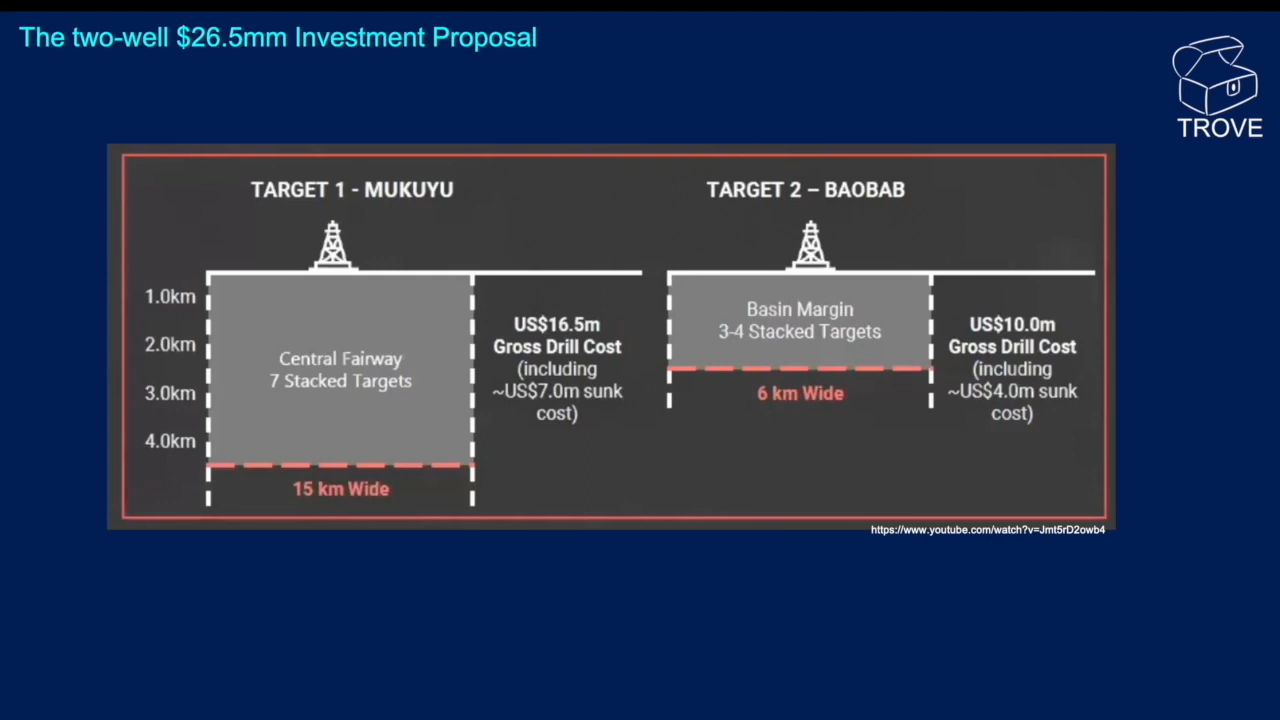 The two-well $26.5mm Investment Proposal
TROVE
TARGET 1 - MUKUYU
1.0km
2.0km
3.0km
4.0km
Central Fairway
7 Stacked Targets
15 km Wide
US$16.5m
Gross Drill Cost
(including
~US$7.0m sunk
cost)
TARGET 2 – BAOBAB
Basin Margin
3-4 Stacked Targets
6 km Wide
US$10.0m
Gross Drill Cost
(including
~US$4.0m sunk
cost)
https://www.youtube.com/watch?v=Jmt5rD2owb4